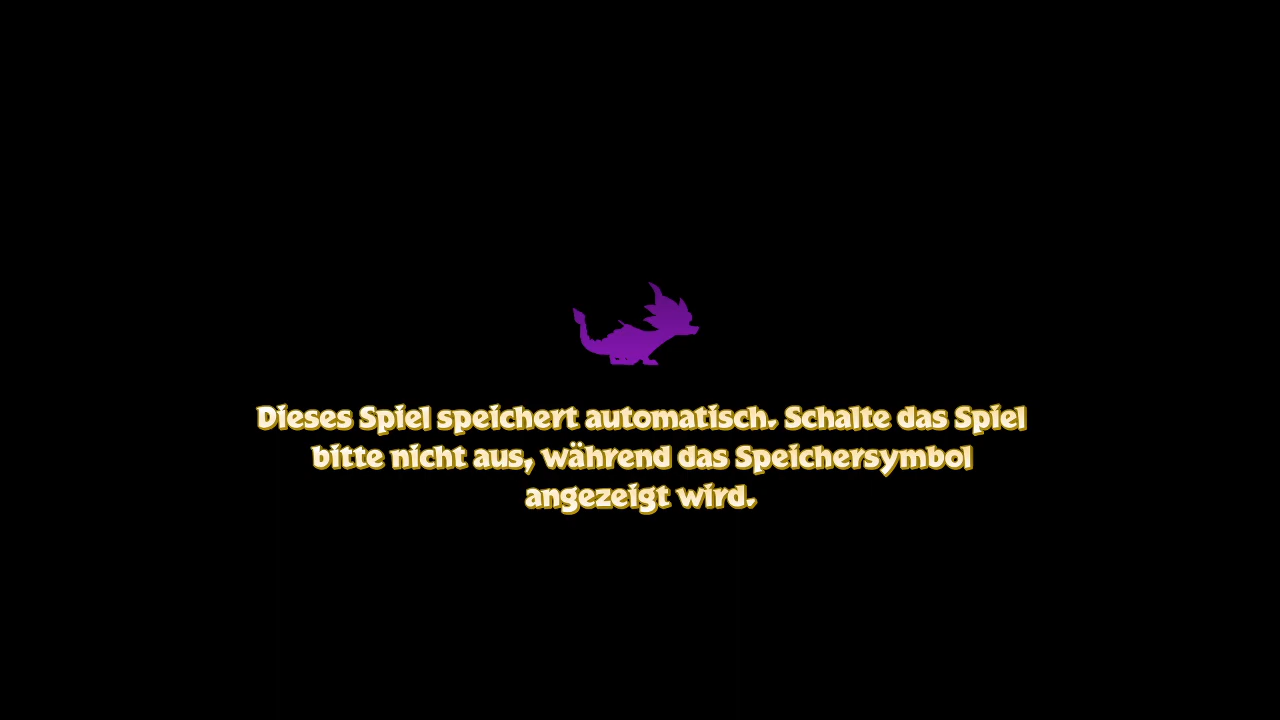 Dieses Spiel speichert automatisch. Schalte das Spiel
bitte nicht aus, während das Speichersymbol
angezeigt wird.